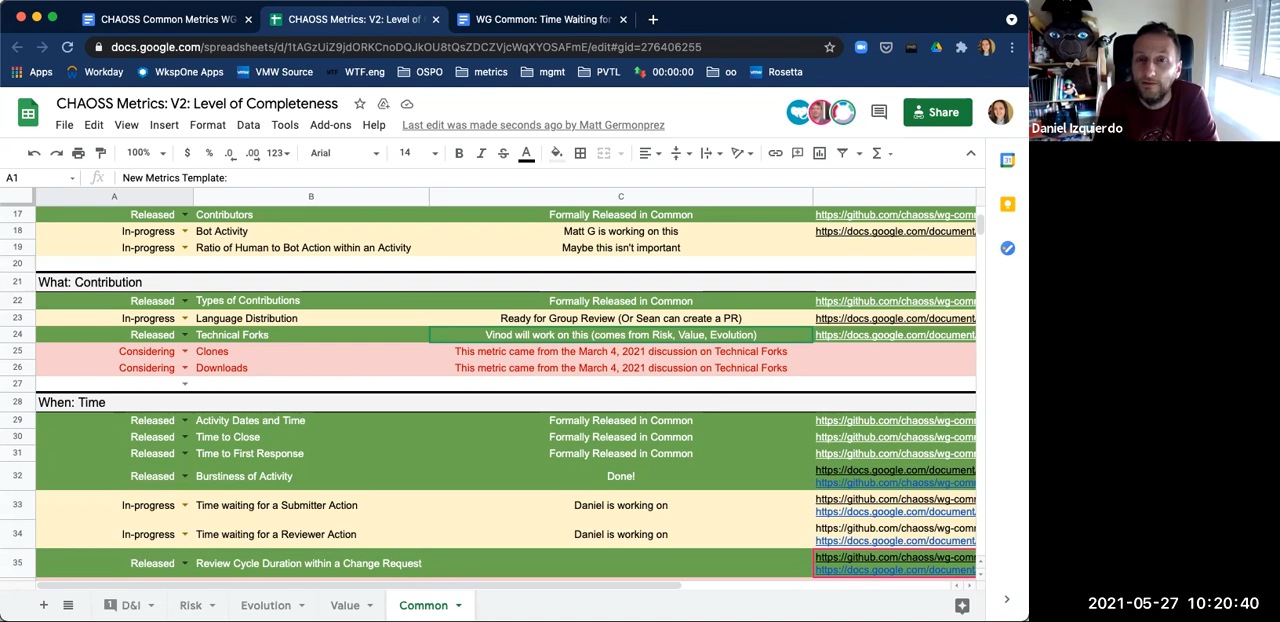 CHAOSS Common Metrics WG
CHAOSS Metrics: V2: Level of
WG Common: Time Waiting for
docs.google.com/spreadsheets/d/1tAGzUiZ9jdORKCnoDQJkOU8tQsZDCZVjcWqXYOSAFmE/edit#gid=276406255
Apps Workday WkspOne Apps VMW Source WTF.eng OSPO metrics mgmt PVTL 00:00:00 oo Rosetta
CHAOSS Metrics: V2: Level of Completeness
Share
File Edit View Insert Format Data Tools Add-ons Help Last edit was made seconds ago by Matt Germonprez
100% $ % .0 .00 123 Arial 14 B I S A
A1 fx New Metrics Template:
A B C
17 Released Contributors Formally Released in Common https://github.com/chaoss/wg-com
18 In-progress Bot Activity Matt G is working on this https://docs.google.com/document
19 In-progress Ratio of Human to Bot Action within an Activity Maybe this isn't important
20
21 What: Contribution
22 Released Types of Contributions Formally Released in Common https://github.com/chaoss/wg-com
23 In-progress Language Distribution Ready for Group Review (Or Sean can create a PR) https://docs.google.com/document
24 Released Technical Forks Vinod will work on this (comes from Risk, Value, Evolution) https://docs.google.com/document
25 Considering Clones This metric came from the March 4, 2021 discussion on Technical Forks
26 Considering Downloads This metric came from the March 4, 2021 discussion on Technical Forks
27
28 When: Time
29 Released Activity Dates and Time Formally Released in Common https://github.com/chaoss/wg-com
30 Released Time to Close Formally Released in Common https://github.com/chaoss/wg-com
31 Released Time to First Response Formally Released in Common https://github.com/chaoss/wg-com
32 Released Burstiness of Activity Done! https://docs.google.com/document
https://github.com/chaoss/wg-com
33 In-progress Time waiting for a Submitter Action Daniel is working on https://github.com/chaoss/wg-com
https://docs.google.com/document
34 In-progress Time waiting for a Reviewer Action Daniel is working on https://github.com/chaoss/wg-com
https://docs.google.com/document
35 Released Review Cycle Duration within a Change Request https://github.com/chaoss/wg-com
https://docs.google.com/document
1 D&I Risk Evolution Value Common
Daniel Izquierdo
2021-05-27 10:20:40